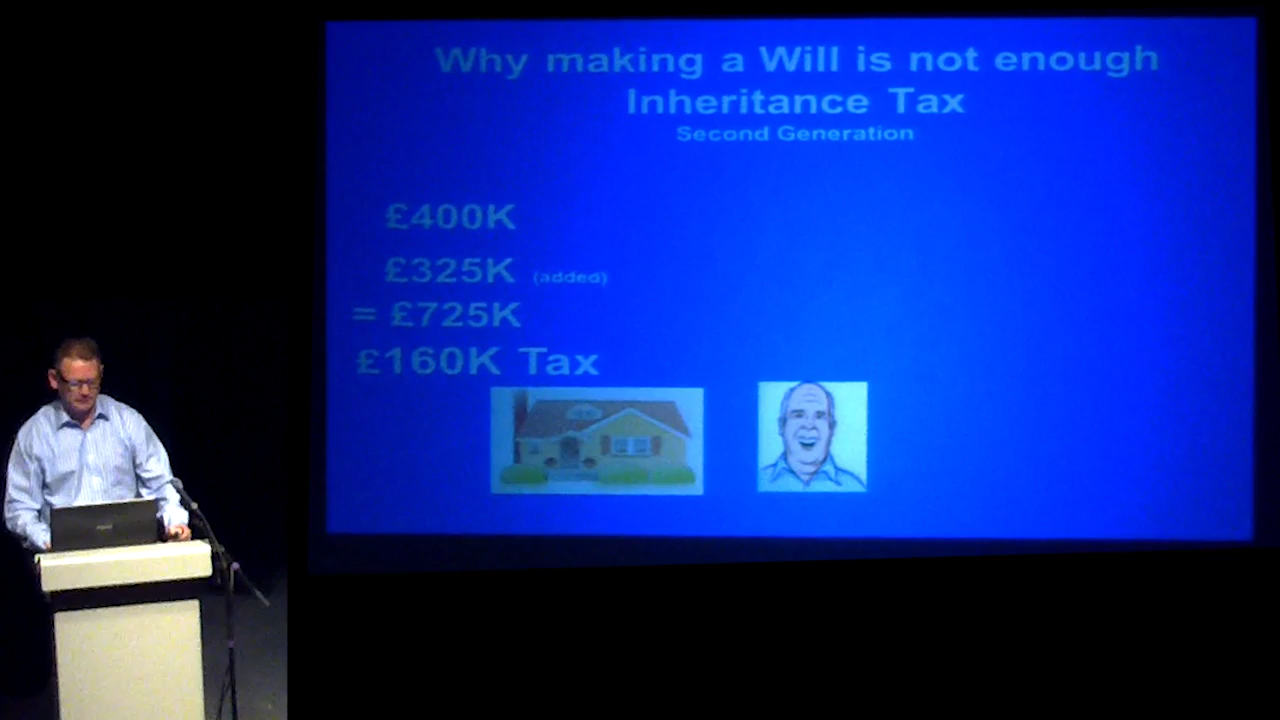 Why making a Will is not enough
Inheritance Tax
Second Generation
£400K
£325K (added)
= £725K
£160K Tax